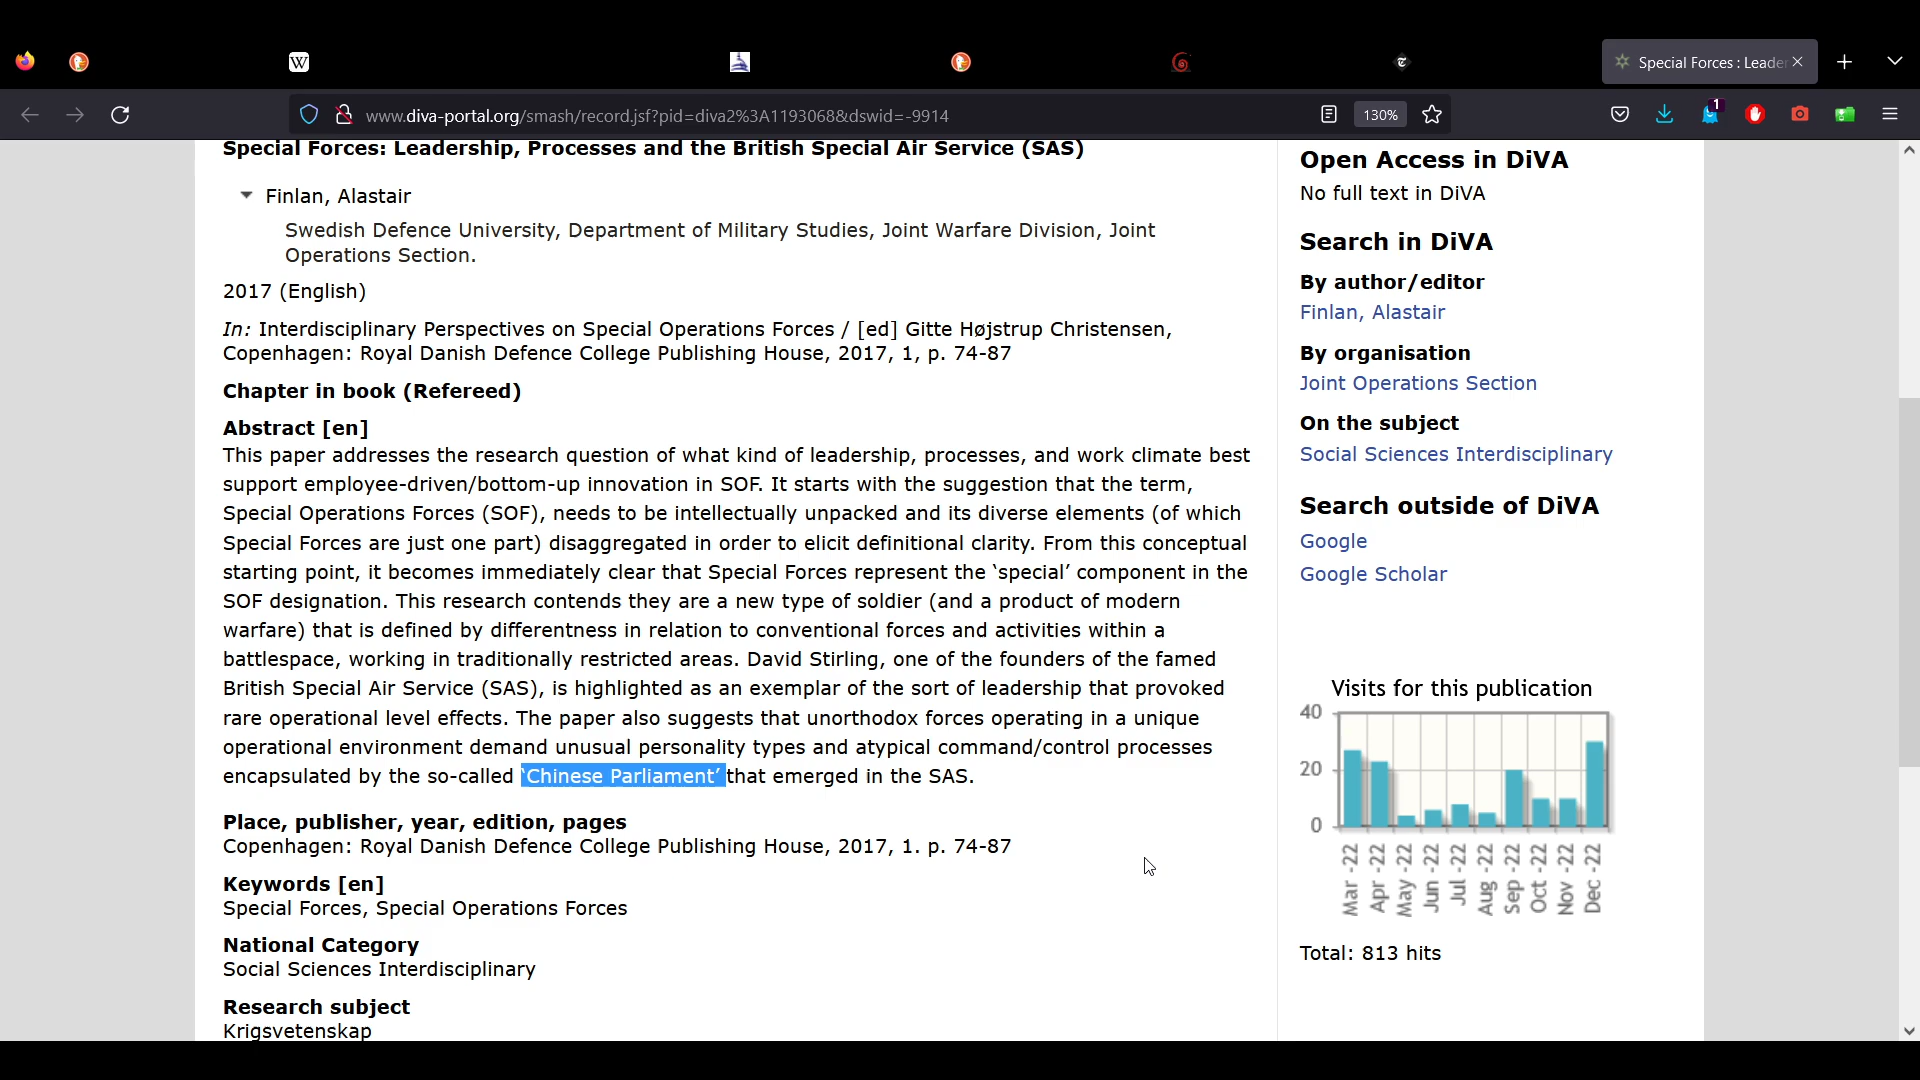 Special Forces : Leader
www.diva-portal.org/smash/record.jsf?pid=diva2%3A1193068&dswid=-9914
130%
1
Special Forces: Leadership, Processes and the British Special Air Service (SAS)
Finlan, Alastair
Swedish Defence University, Department of Military Studies, Joint Warfare Division, Joint
Operations Section.
2017 (English)
In: Interdisciplinary Perspectives on Special Operations Forces / [ed] Gitte Højstrup Christensen,
Copenhagen: Royal Danish Defence College Publishing House, 2017, 1, p. 74-87
Chapter in book (Refereed)
Abstract [en]
This paper addresses the research question of what kind of leadership, processes, and work climate best
support employee-driven/bottom-up innovation in SOF. It starts with the suggestion that the term,
Special Operations Forces (SOF), needs to be intellectually unpacked and its diverse elements (of which
Special Forces are just one part) disaggregated in order to elicit definitional clarity. From this conceptual
starting point, it becomes immediately clear that Special Forces represent the ‛special’ component in the
SOF designation. This research contends they are a new type of soldier (and a product of modern
warfare) that is defined by differentness in relation to conventional forces and activities within a
battlespace, working in traditionally restricted areas. David Stirling, one of the founders of the famed
British Special Air Service (SAS), is highlighted as an exemplar of the sort of leadership that provoked
rare operational level effects. The paper also suggests that unorthodox forces operating in a unique
operational environment demand unusual personality types and atypical command/control processes
encapsulated by the so-called ‛Chinese Parliament’ that emerged in the SAS.
Place, publisher, year, edition, pages
Copenhagen: Royal Danish Defence College Publishing House, 2017, 1. p. 74-87
Keywords [en]
Special Forces, Special Operations Forces
National Category
Social Sciences Interdisciplinary
Research subject
Krigsvetenskap
Open Access in DiVA
No full text in DiVA
Search in DiVA
By author/editor
Finlan, Alastair
By organisation
Joint Operations Section
On the subject
Social Sciences Interdisciplinary
Search outside of DiVA
Google
Google Scholar
Visits for this publication
40
20
0
Mar -22
Apr -22
May -22
Jun -22
Jul -22
Aug -22
Sep -22
Oct -22
Nov -22
Dec -22
Total: 813 hits